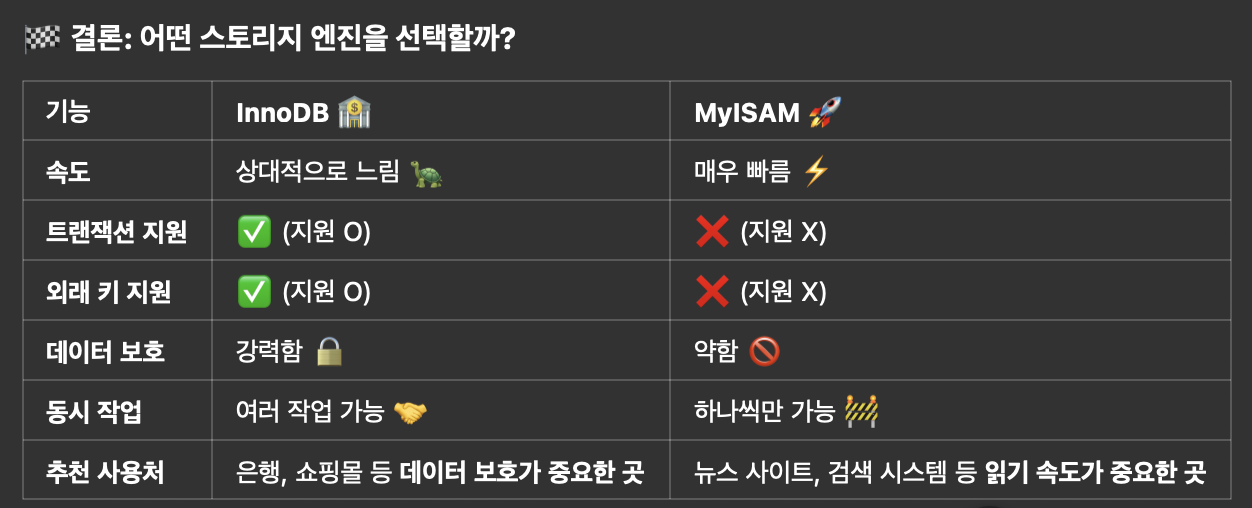 🏁 결론: 어떤 스토리지 엔진을 선택할까?
기능 InnoDB 🏦 MyISAM 🚀
속도 상대적으로 느림 🐢 매우 빠름 ⚡
트랜잭션 지원 ✅ (지원 O) ❌ (지원 X)
외래 키 지원 ✅ (지원 O) ❌ (지원 X)
데이터 보호 강력함 🔒 약함 🚫
동시 작업 여러 작업 가능 🤝 하나씩만 가능 🚧
추천 사용처 은행, 쇼핑몰 등 데이터 보호가 중요한 곳 뉴스 사이트, 검색 시스템 등 읽기 속도가 중요한 곳